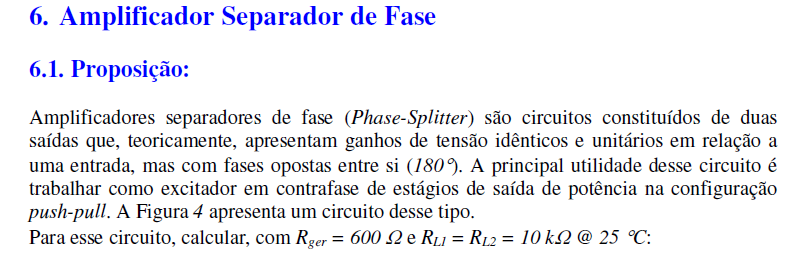 6. Amplificador Separador de Fase
6.1. Proposição:
Amplificadores separadores de fase (Phase-Splitter) são circuitos constituídos de duas
saídas que, teoricamente, apresentam ganhos de tensão idênticos e unitários em relação a
uma entrada, mas com fases opostas entre si (180°). A principal utilidade desse circuito é
trabalhar como excitador em contrafase de estágios de saída de potência na configuração
push-pull. A Figura 4 apresenta um circuito desse tipo.
Para esse circuito, calcular, com Rger = 600 Ω e RL1 = RL2 = 10 kΩ @ 25 °C: